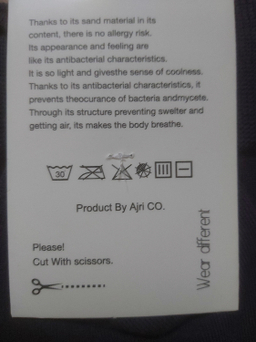 Thanks to its sand material in its
content, there is no allergy risk.
Its appearance and feeling are
like its antibacterial characteristics.
It is so light and givesthe sense of coolness.
Thanks to its antibacterial characteristics, it
prevents theocurance of bacteria andmycete.
Through its structure preventing swelter and
getting air, its makes the body breathe.
30
Product By Ajri CO.
Wear different
Please!
Cut With scissors.